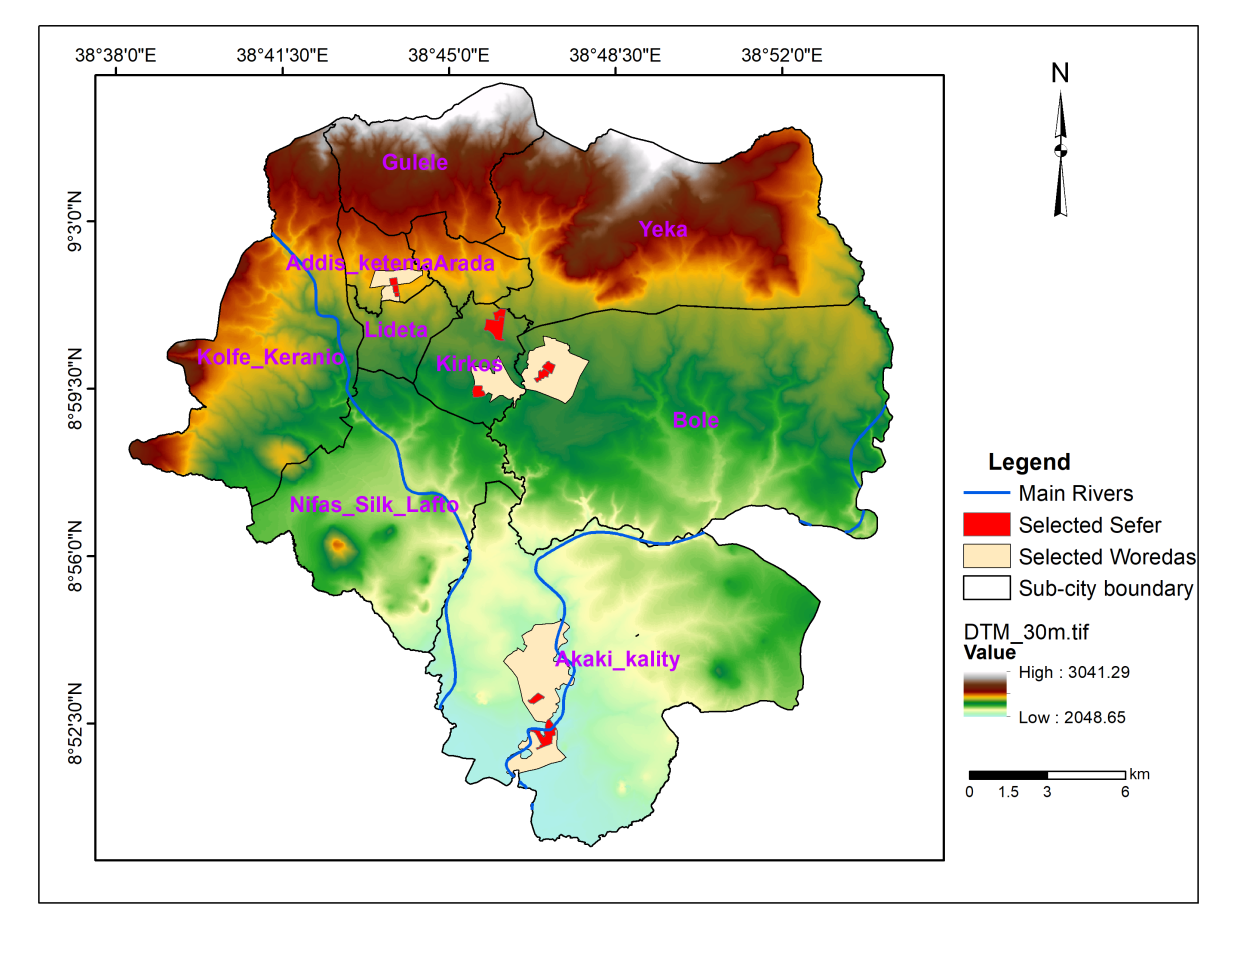 38°38'0"E 38°41'30"E 38°45'0"E 38°48'30"E 38°52'0"E
N
9°3'0"N
8°59'30"N
8°56'0"N
8°52'30"N
Gulele
Yeka
Addis_ketema Arada
Lideta
Kolfe_Keranio
Kirkos
Bole
Nifas_Silk_Lafto
Akaki_kality
Legend
Main Rivers
Selected Sefer
Selected Woredas
Sub-city boundary
DTM_30m.tif
Value
High : 3041.29
Low : 2048.65
km
0 1.5 3 6